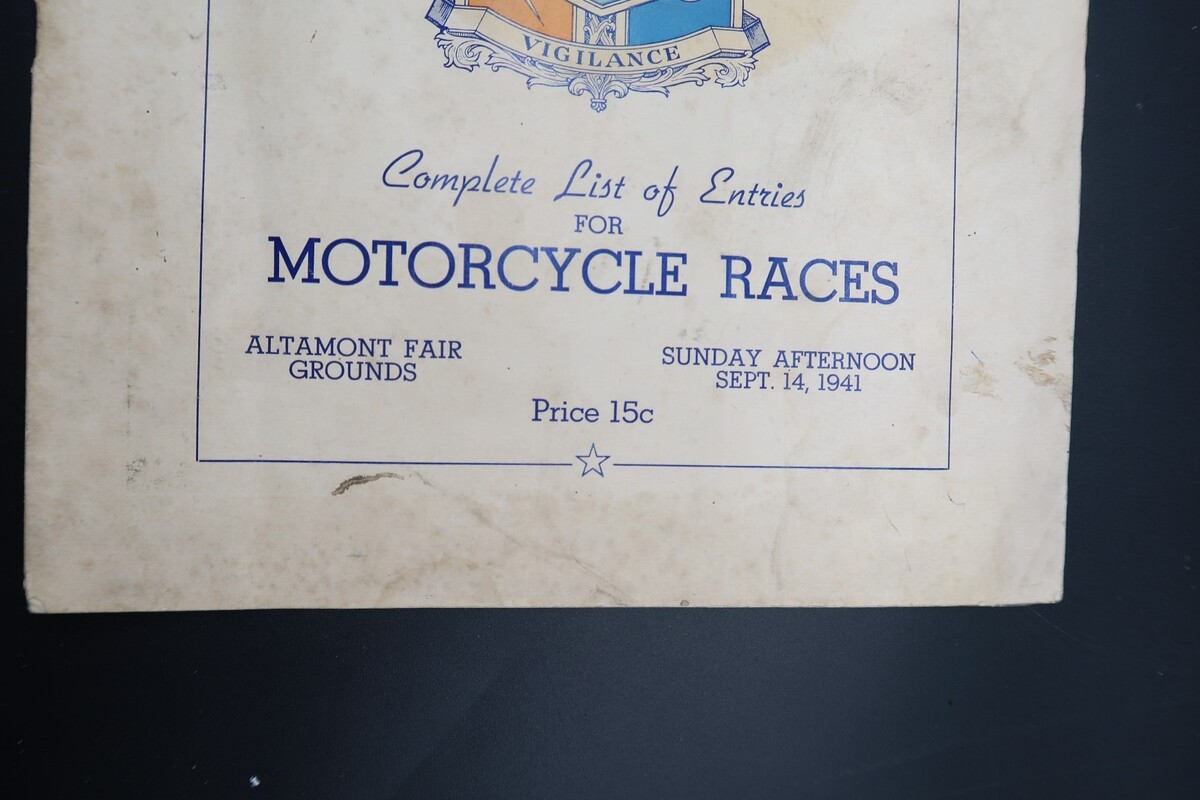 VIGILANCE
Complete List of Entries
FOR
MOTORCYCLE RACES
ALTAMONT FAIR
GROUNDS
SUNDAY AFTERNOON
SEPT. 14, 1941
Price 15c